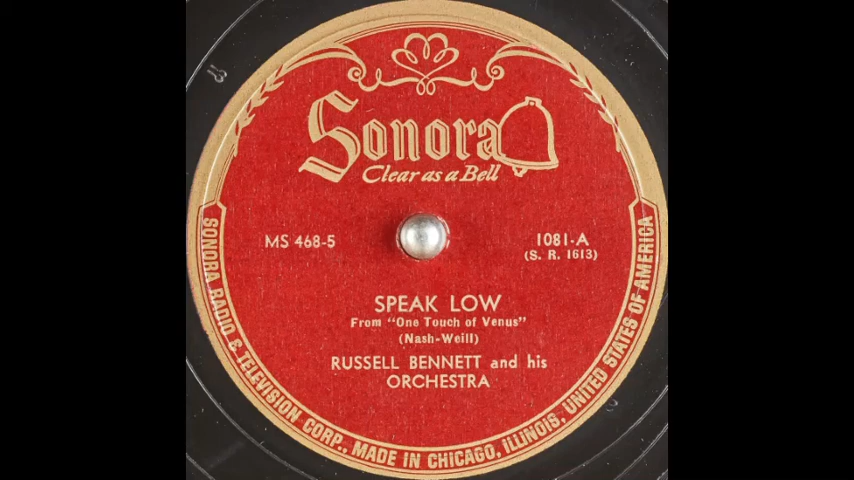 Sonora
Clear as a Bell
MS 468-5
1081-A
(S. R. 1613)
SPEAK LOW
From "One Touch of Venus"
(Nash-Weill)
RUSSELL BENNETT and his
ORCHESTRA
SONORA RADIO & TELEVISION CORP., MADE IN CHICAGO, ILLINOIS, UNITED STATES OF AMERICA